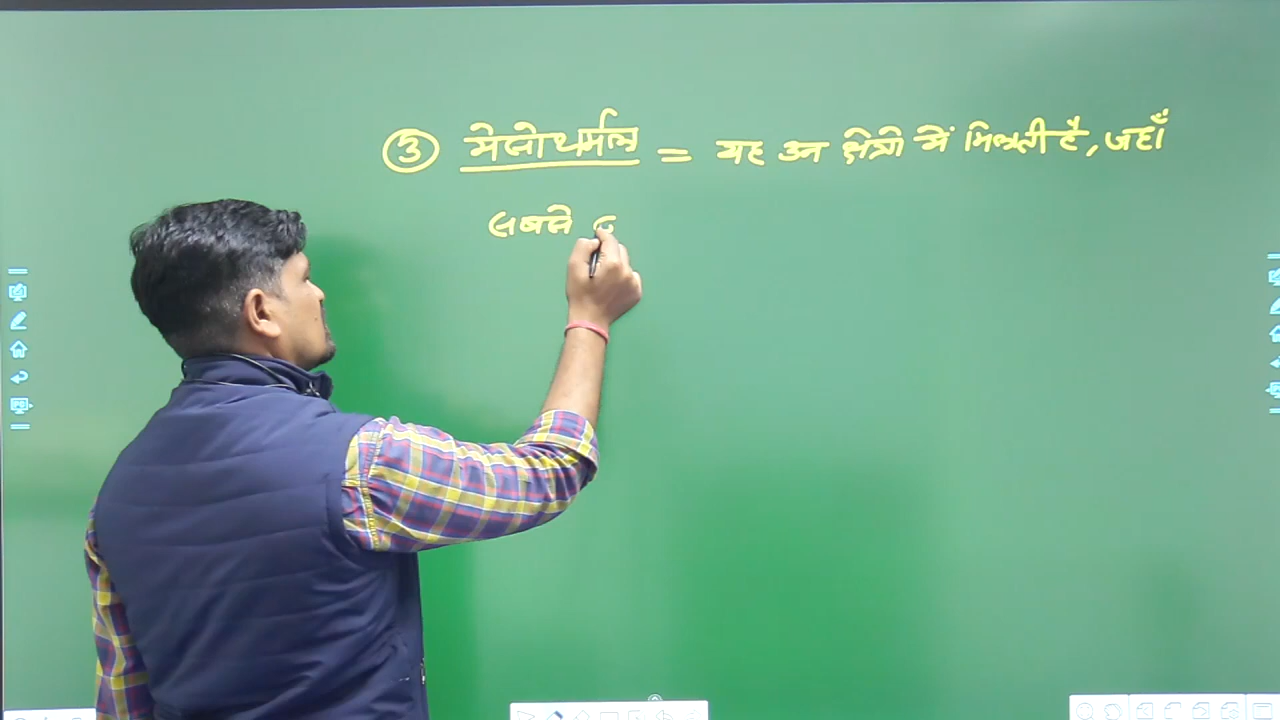 ③ मेसोथर्मल = यह उन क्षेत्रो में मिलती है, जहाँ
सबसे